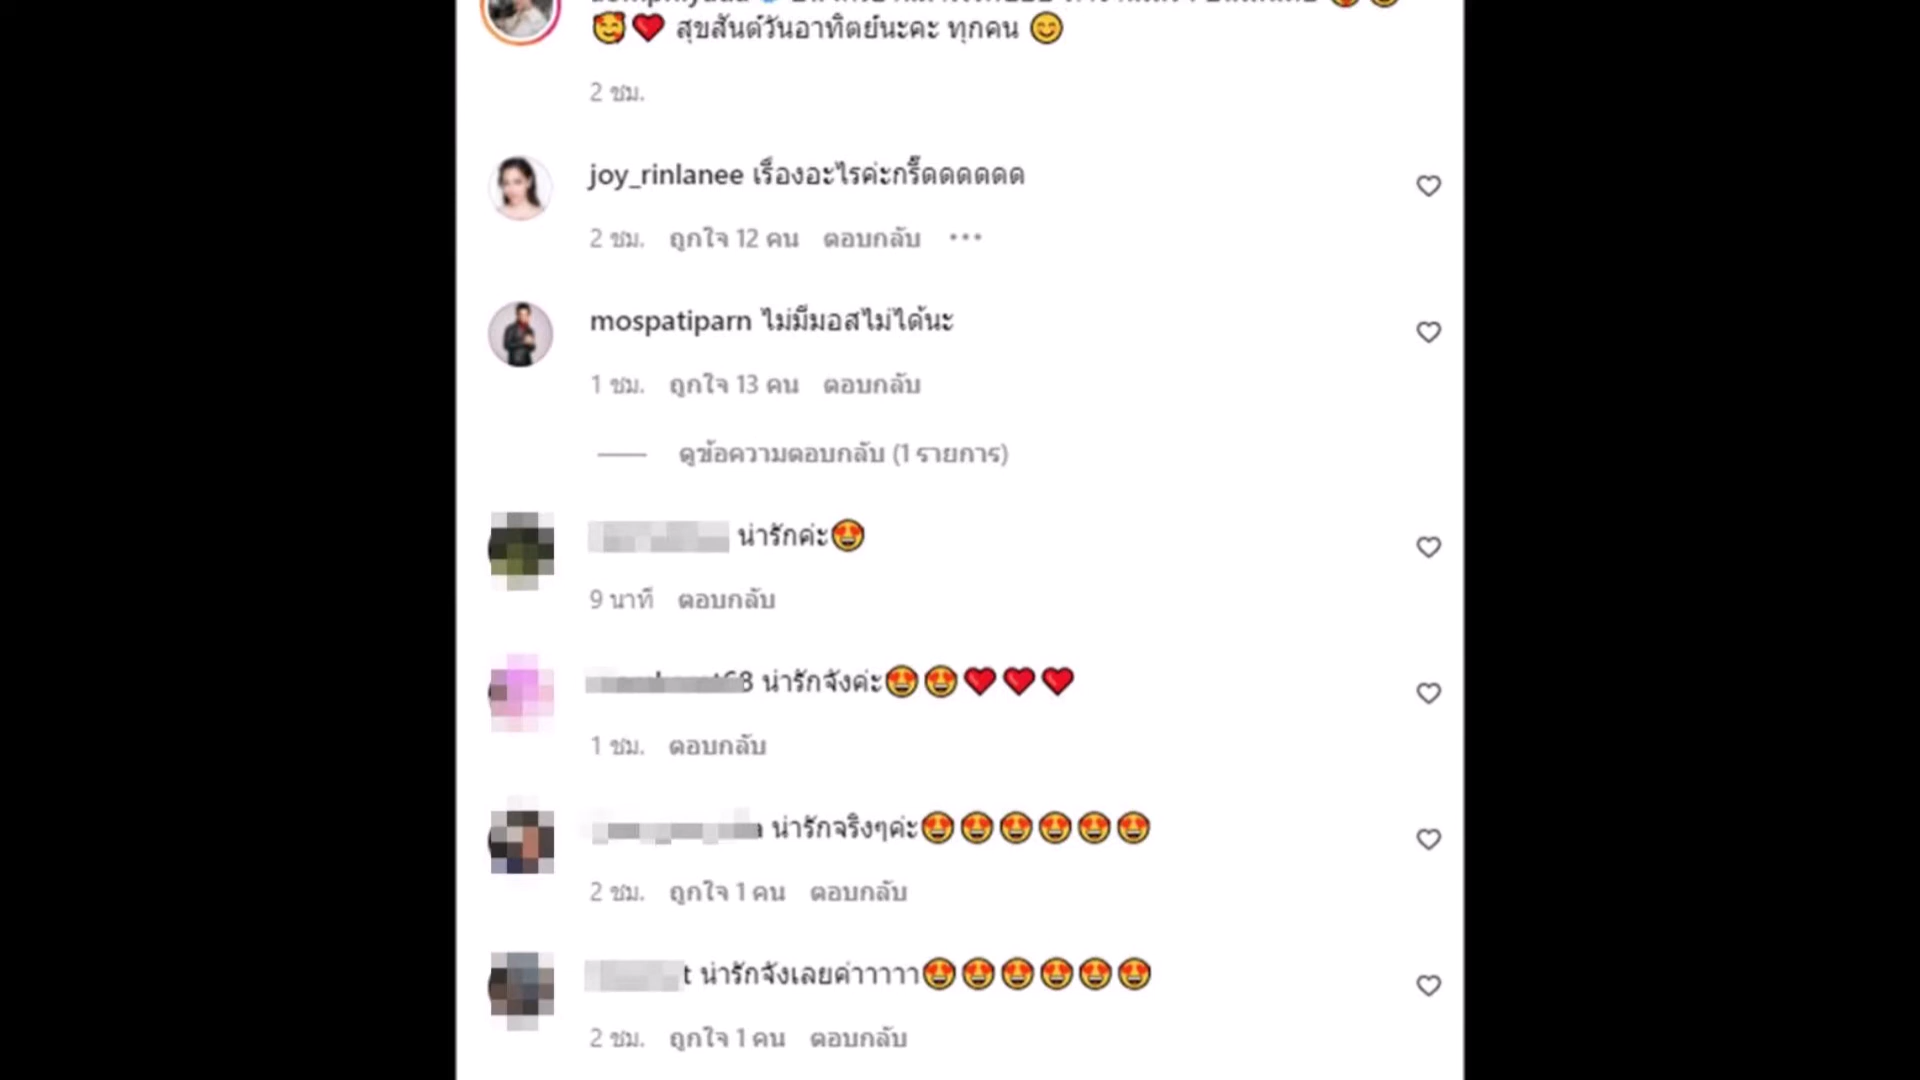 🥰❤️ สุขสันต์วันอาทิตย์นะคะ ทุกคน 😊
2 ชม.
joy_rinlanee เรื่องอะไรค่ะกรี๊ดดดดดด
2 ชม. ถูกใจ 12 คน ตอบกลับ •••
mospatiparn ไม่มีมอสไม่ได้นะ
1 ชม. ถูกใจ 13 คน ตอบกลับ
ดูข้อความตอบกลับ (1 รายการ)
น่ารักค่ะ😍
9 นาที ตอบกลับ
น่ารักจังค่ะ😍😍❤️❤️❤️
1 ชม. ตอบกลับ
น่ารักจริงๆค่ะ😍😍😍😍😍😍
2 ชม. ถูกใจ 1 คน ตอบกลับ
น่ารักจังเลยค่าาาาา😍😍😍😍😍😍
2 ชม. ถูกใจ 1 คน ตอบกลับ